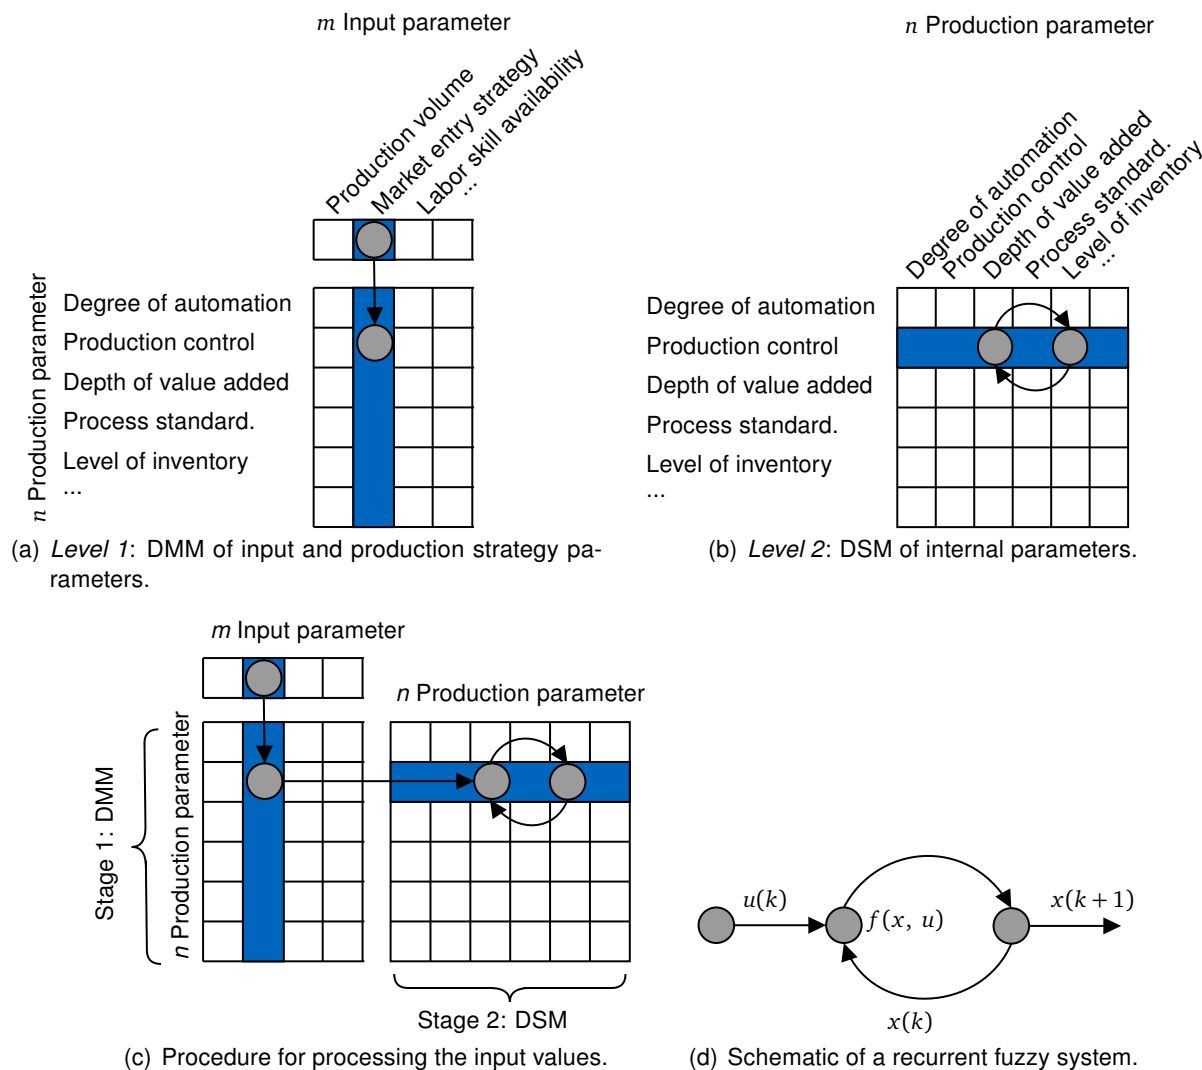 m Input parameter
Production volume
Market entry strategy
Labor skill availability
...
n Production parameter
Degree of automation
Production control
Depth of value added
Process standard.
Level of inventory
...
(a) Level 1: DMM of input and production strategy pa-
rameters.
n Production parameter
Degree of automation
Production control
Depth of value added
Process standard.
Level of inventory
...
Degree of automation
Production control
Depth of value added
Process standard.
Level of inventory
...
(b) Level 2: DSM of internal parameters.
m Input parameter
n Production parameter
Stage 1: DMM
n Production parameter
Stage 2: DSM
(c) Procedure for processing the input values.
u(k)
f(x, u)
x(k+1)
x(k)
(d) Schematic of a recurrent fuzzy system.